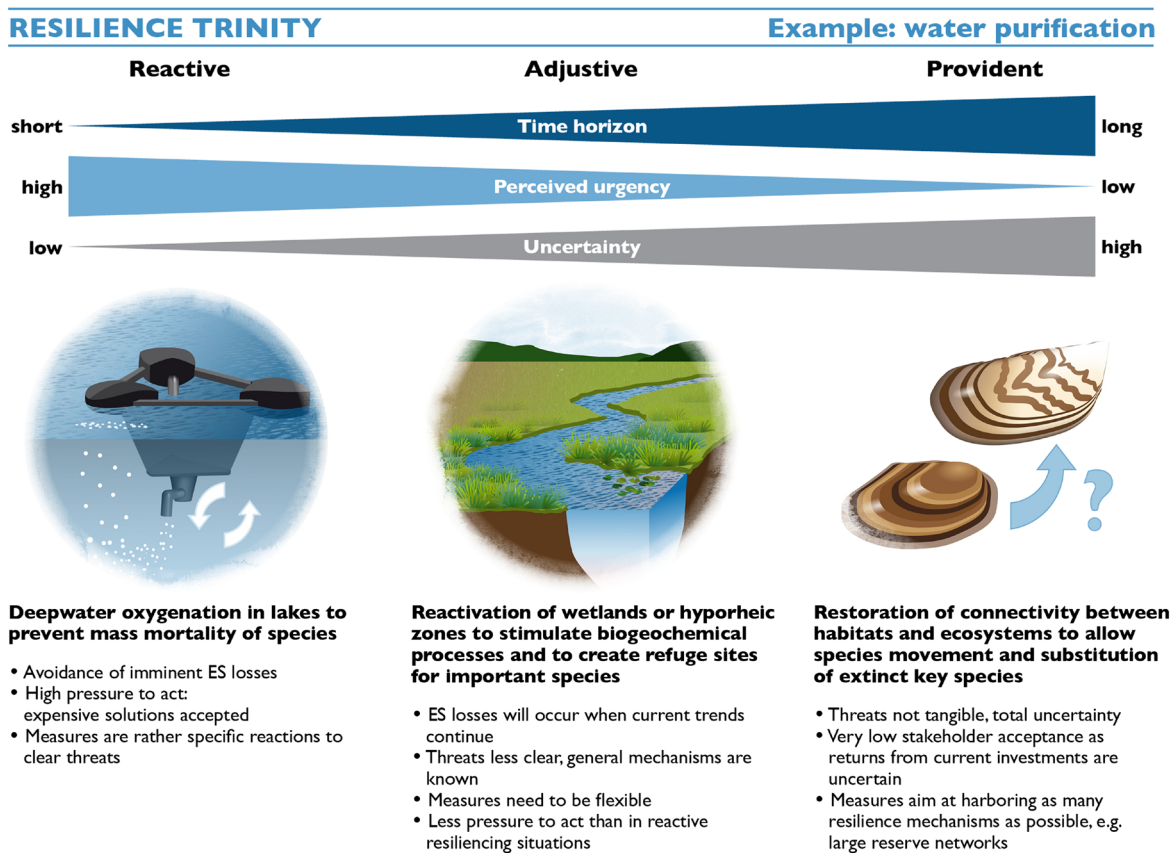 RESILIENCE TRINITY
Example: water purification
Reactive
Adjustive
Provident
short
Time horizon
long
high
Perceived urgency
low
low
Uncertainty
high
?
Deepwater oxygenation in lakes to
prevent mass mortality of species
• Avoidance of imminent ES losses
• High pressure to act:
expensive solutions accepted
• Measures are rather specific reactions to
clear threats
Reactivation of wetlands or hyporheic
zones to stimulate biogeochemical
processes and to create refuge sites
for important species
• ES losses will occur when current trends
continue
• Threats less clear, general mechanisms are
known
• Measures need to be flexible
• Less pressure to act than in reactive
resiliencing situations
Restoration of connectivity between
habitats and ecosystems to allow
species movement and substitution
of extinct key species
• Threats not tangible, total uncertainty
• Very low stakeholder acceptance as
returns from current investments are
uncertain
• Measures aim at harboring as many
resilience mechanisms as possible, e.g.
large reserve networks